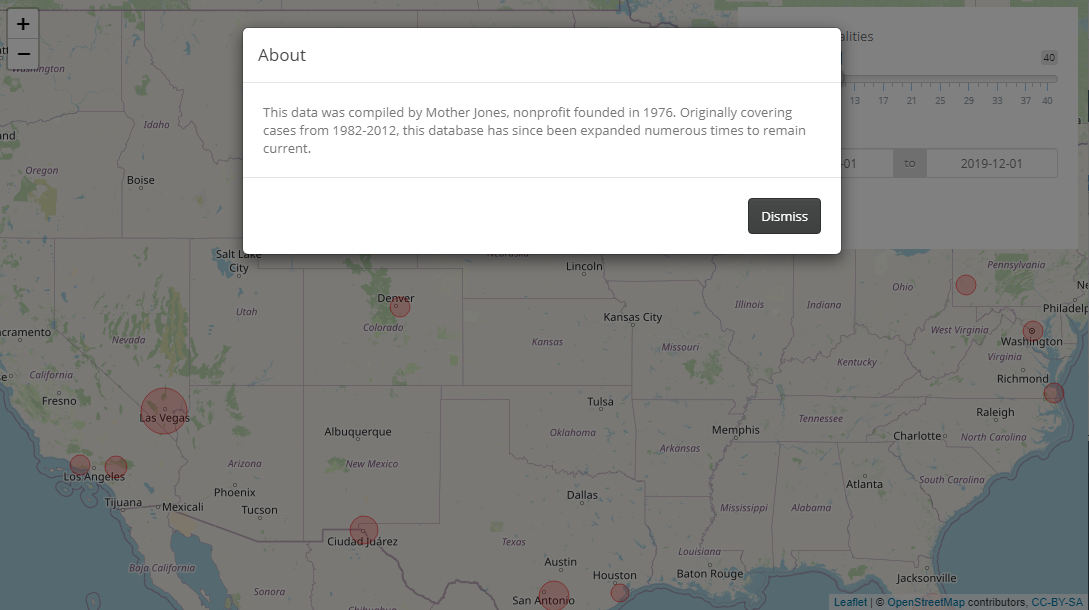 +
−
About
This data was compiled by Mother Jones, nonprofit founded in 1976. Originally covering
cases from 1982-2012, this database has since been expanded numerous times to remain
current.
Dismiss
alities
40
13 17 21 25 29 33 37 40
-01 to 2019-12-01
Washington
Idaho
Oregon
Boise
Salt Lake
City
Lincoln
Pennsylvania
Ohio
Denver
Illinois
Indiana
Philadelp
Utah
Kansas City
Colorado
West Virginia
cramento
Nevada
Kansas
Missouri
Washington
Virginia
Kentucky
California
Richmond
Fresno
Tulsa
Las Vegas
Raleigh
Tennessee
Albuquerque
Oklahoma
Memphis
Charlotte
North Carolina
Arkansas
Arizona
New Mexico
Los Angeles
South Carolina
Atlanta
Phoenix
Dallas
Tijuana
Mexicali
Tucson
Mississippi
Alabama
Ciudad Juárez
Texas
Louisiana
Baja California
Austin
Houston
Baton Rouge
Jacksonville
Sonora
San Antonio
Leaflet | © OpenStreetMap contributors, CC-BY-SA